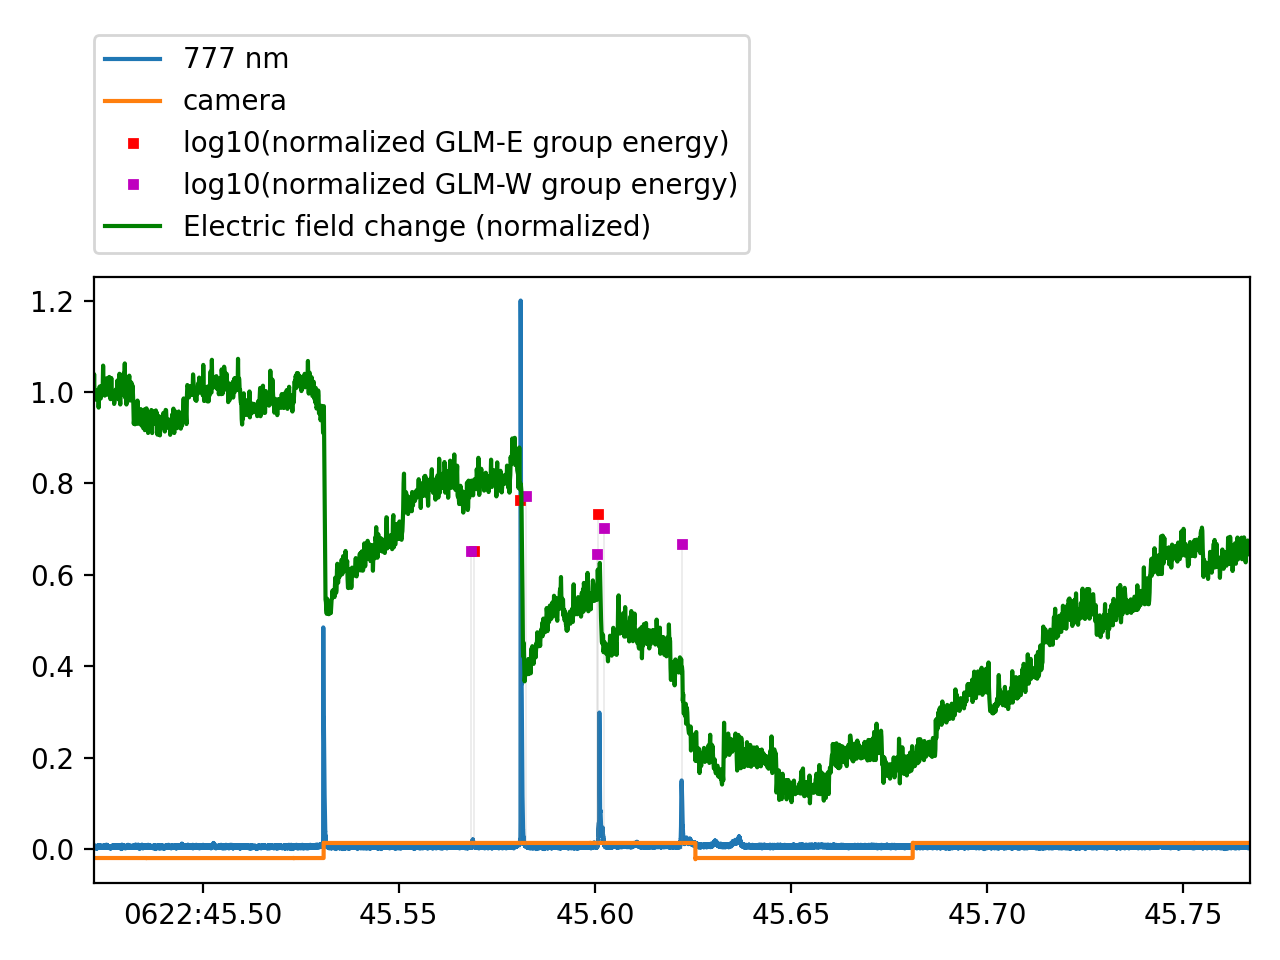 777 nm
camera
log10(normalized GLM-E group energy)
log10(normalized GLM-W group energy)
Electric field change (normalized)
1.2
1.0
0.8
0.6
0.4
0.2
0.0
0622:45.50 45.55 45.60 45.65 45.70 45.75